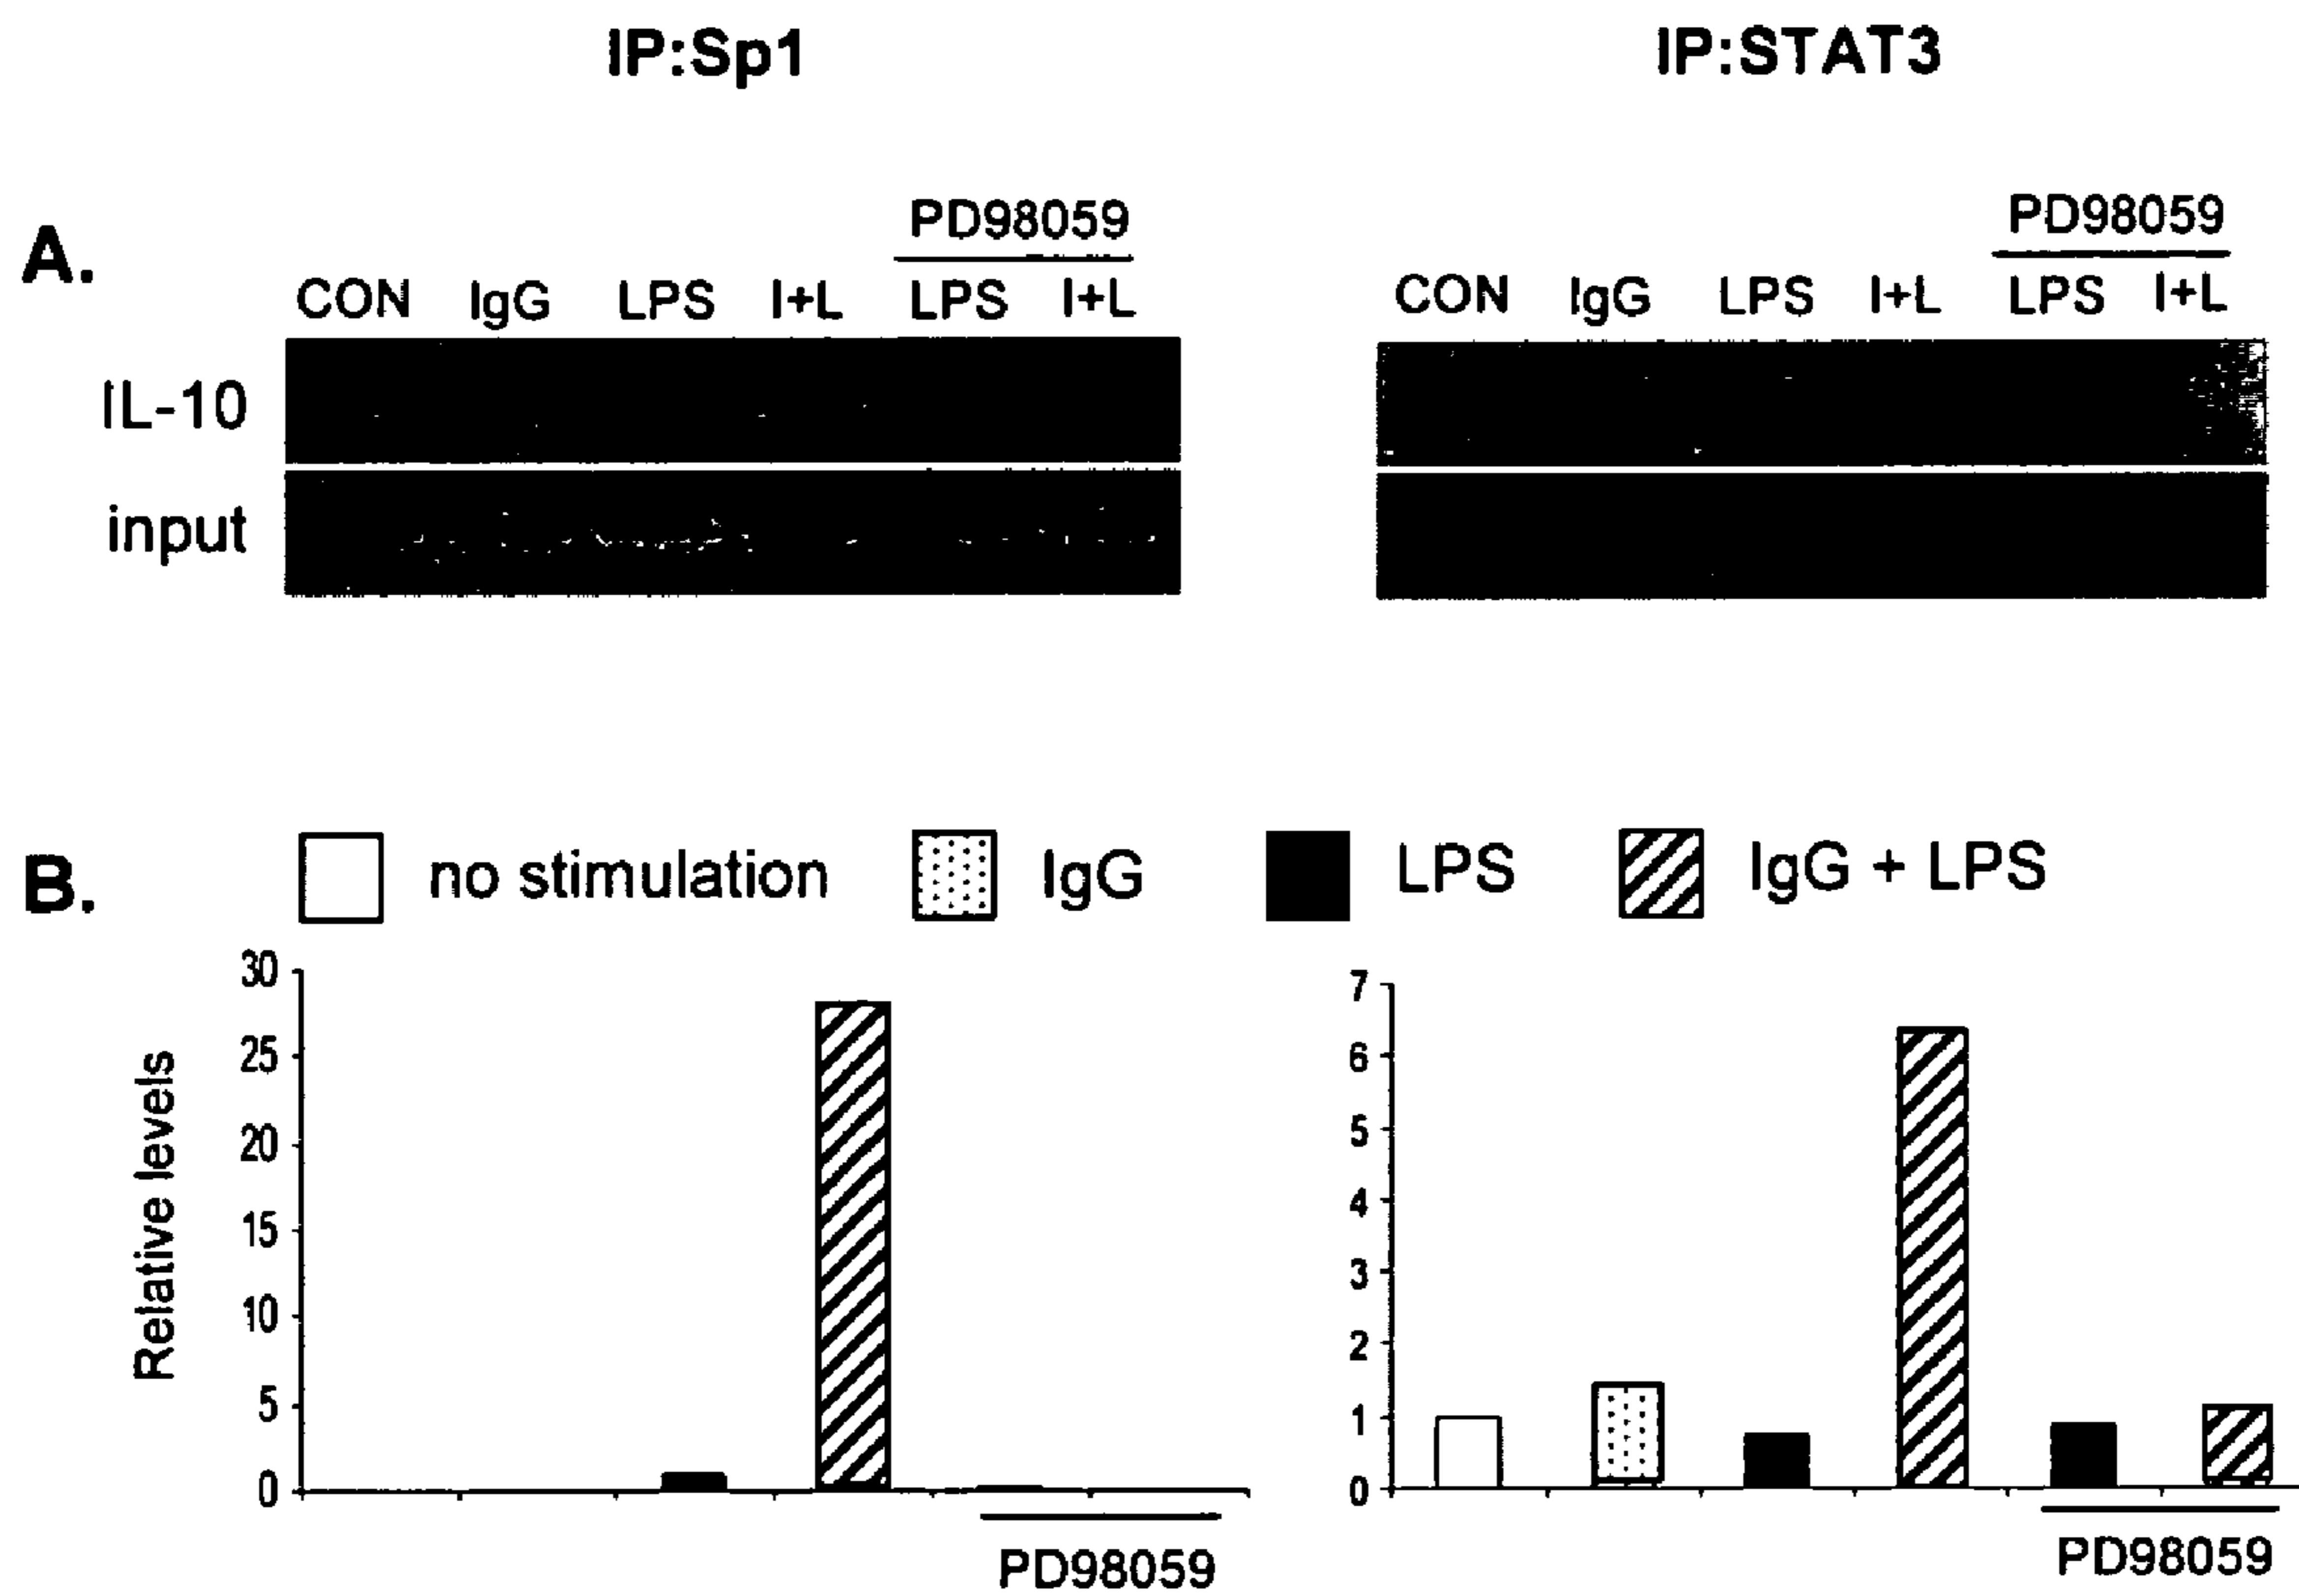 IP:Sp1 IP:STAT3
A.
PD98059 PD98059
CON IgG LPS I+L LPS I+L CON IgG LPS I+L LPS I+L
IL-10
input
B. no stimulation IgG LPS IgG + LPS
Relative levels
30
25
20
15
10
5
0
PD98059
7
6
5
4
3
2
1
0
PD98059